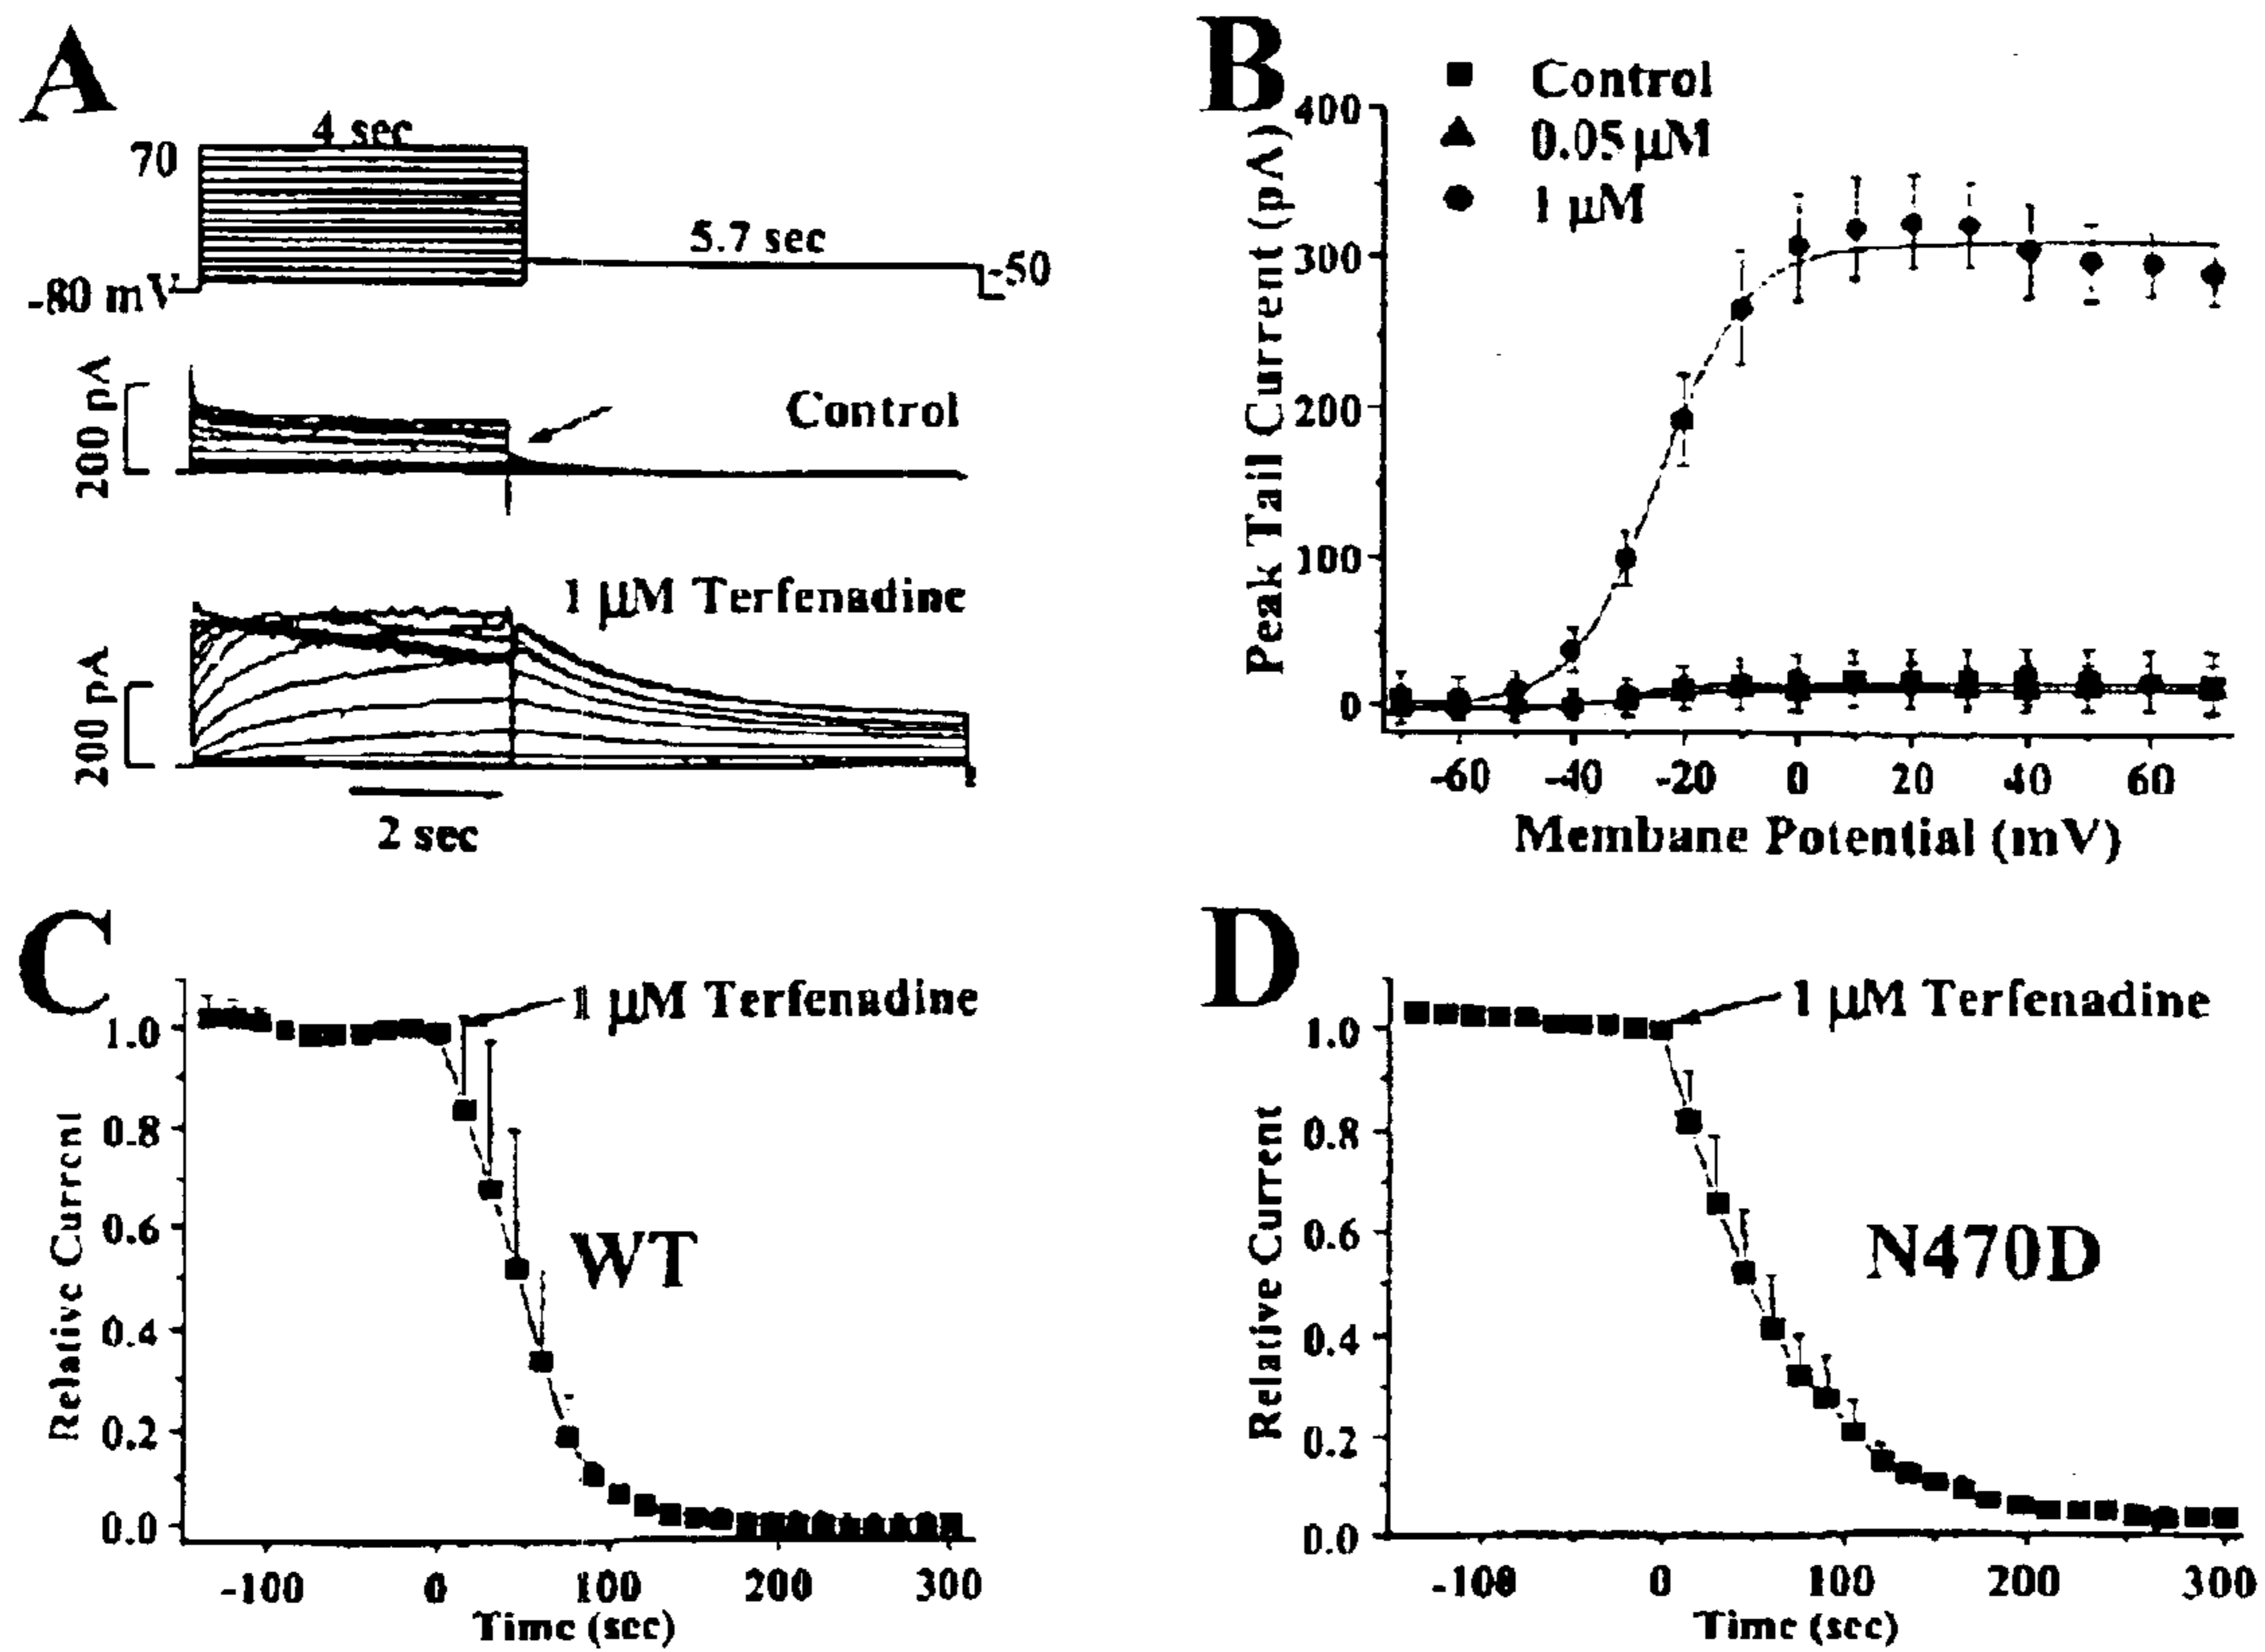 A
4 sec
70
5.7 sec
-80 mV
-50
200 pA
Control
1 µM Terfenadine
200 pA
2 sec
B
Control
0.05 µM
1 µM
Peak Tail Current (pA)
400
300
200
100
0
-60 -40 -20 0 20 40 60
Membane Potential (mV)
C
1 µM Terfenadine
WT
Relative Current
1.0
0.8
0.6
0.4
0.2
0.0
-100 0 100 200 300
Time (sec)
D
1 µM Terfenadine
N470D
Relative Current
1.0
0.8
0.6
0.4
0.2
0.0
-100 0 100 200 300
Time (sec)